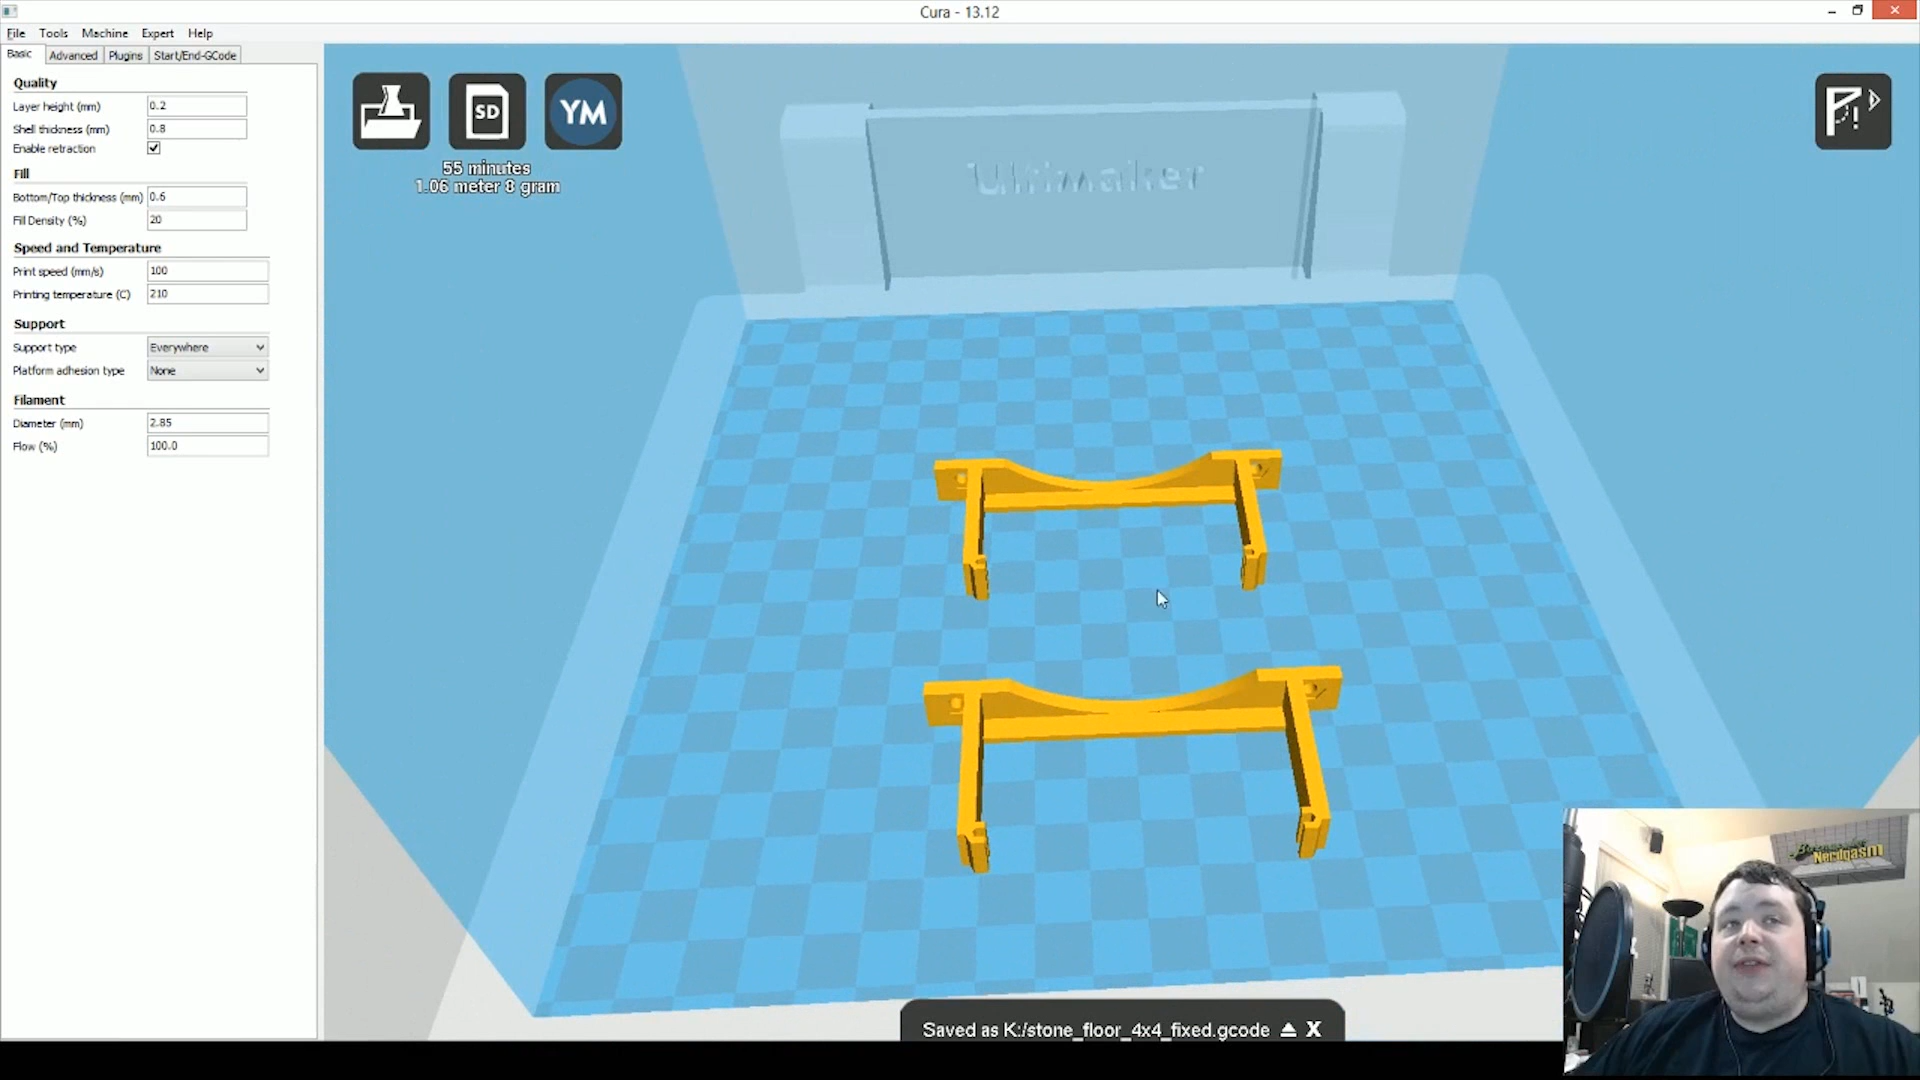 Cura - 13.12
File Tools Machine Expert Help
Basic Advanced Plugins Start/End-GCode
Quality
Layer height (mm) 0.2
Shell thickness (mm) 0.8
Enable retraction
Fill
Bottom/Top thickness (mm) 0.6
Fill Density (%) 20
Speed and Temperature
Print speed (mm/s) 100
Printing temperature (C) 210
Support
Support type Everywhere
Platform adhesion type None
Filament
Diameter (mm) 2.85
Flow (%) 100.0
SD
YM
55 minutes
1.06 meter 8 gram
Ultimaker
Saved as K:/stone_floor_4x4_fixed.gcode X
Nerdgasm